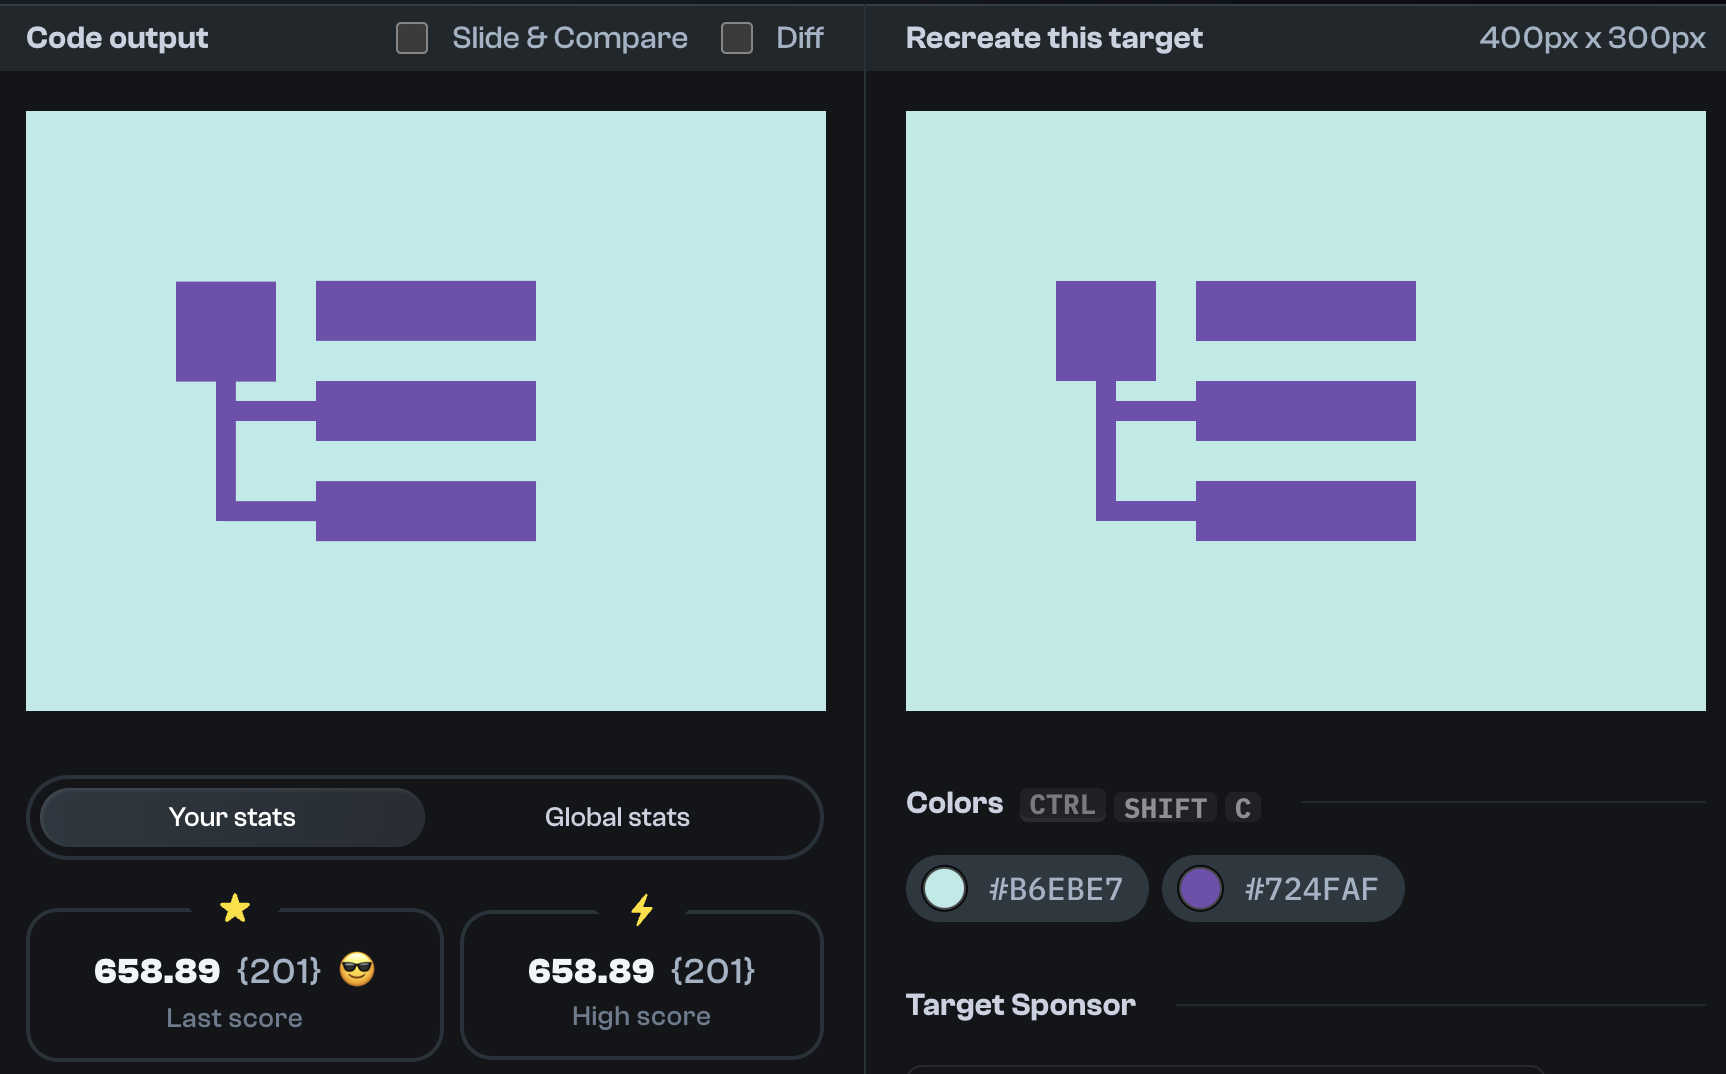 Code output
Slide & Compare
Diff
Recreate this target
400px x 300px
Your stats
Global stats
658.89 {201} 😎
Last score
658.89 {201}
High score
Colors CTRL SHIFT C
#B6EBE7
#724FAF
Target Sponsor